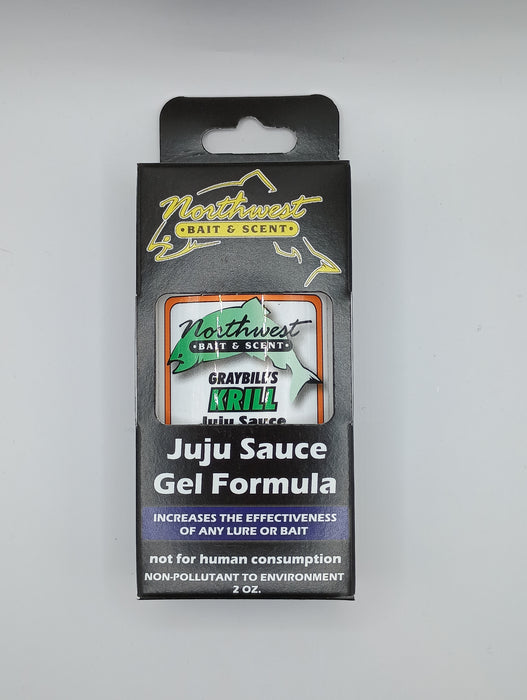 Northwest
• BAIT & SCENT •
Northwest
• BAIT & SCENT •
GRAYBILL'S
KRILL
Juju Sauce
Juju Sauce
Gel Formula
INCREASES THE EFFECTIVENESS
OF ANY LURE OR BAIT
not for human consumption
NON-POLLUTANT TO ENVIRONMENT
2 OZ.